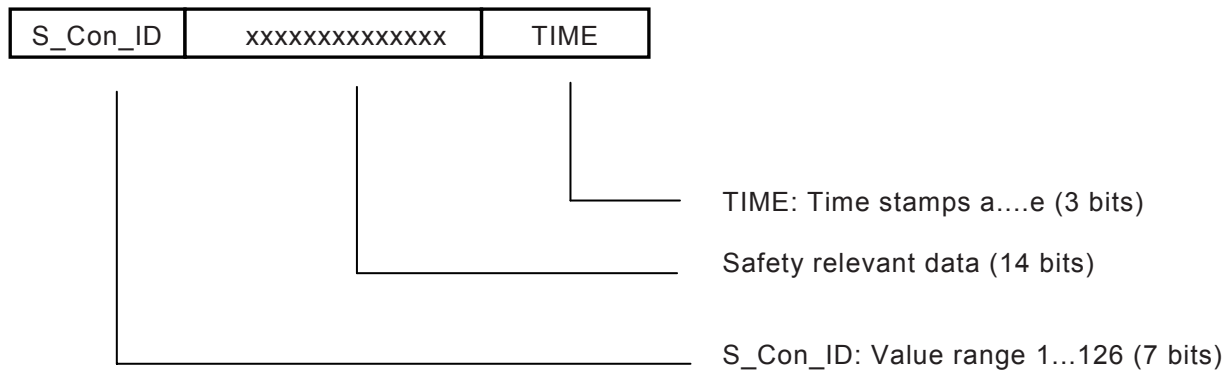 S_Con_ID xxxxxxxxxxxxxx TIME
TIME: Time stamps a....e (3 bits)
Safety relevant data (14 bits)
S_Con_ID: Value range 1...126 (7 bits)